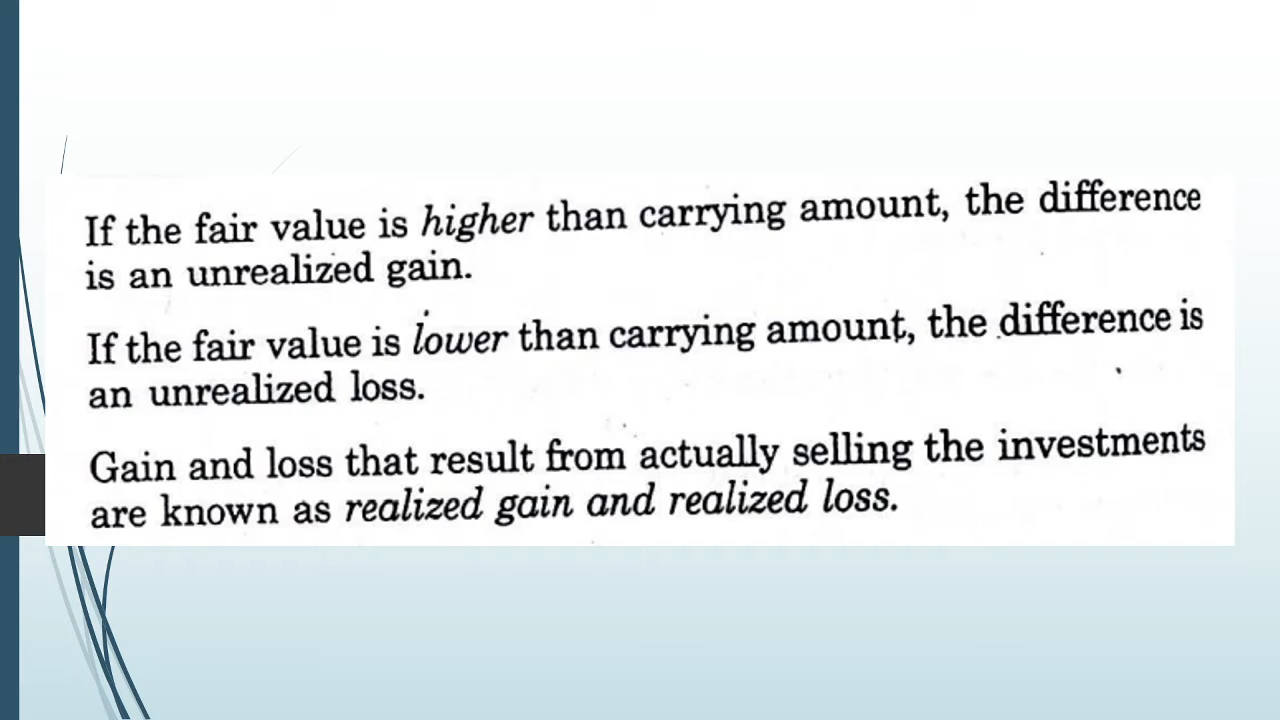 If the fair value is higher than carrying amount, the difference
is an unrealized gain.
If the fair value is lower than carrying amount, the difference is
an unrealized loss.
Gain and loss that result from actually selling the investments
are known as realized gain and realized loss.